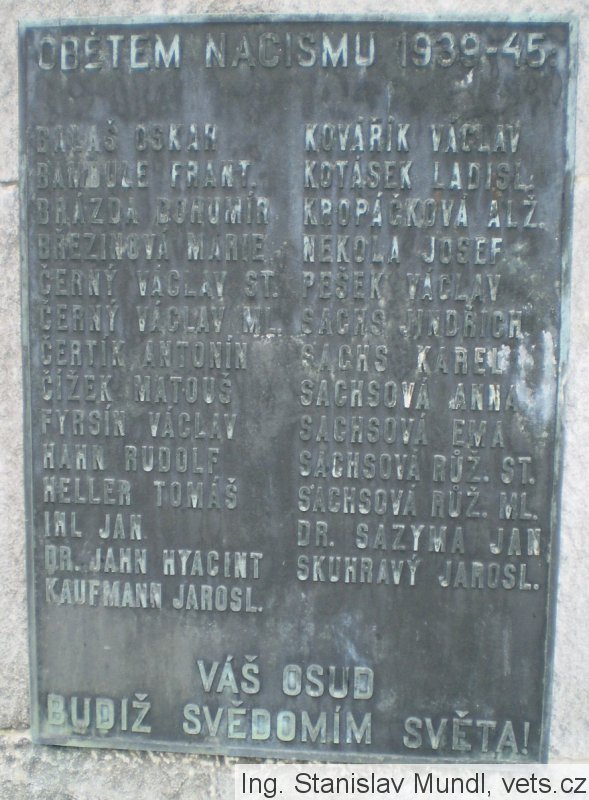 OBĚTEM NACISMU 1939-45.
BALAŠ OSKAR
BAMBULE FRANT.
BRÁZDA BOHUMÍR
BŘEZINOVÁ MARIE
ČERNÝ VÁCLAV ST.
ČERNÝ VÁCLAV ML.
ČERTÍK ANTONÍN
ČÍŽEK MATOUŠ
FYRSÍN VÁCLAV
HAHN RUDOLF
HELLER TOMÁŠ
IHL JAN
DR. JAHN HYACINT
KAUFMANN JAROSL.
KOVÁŘÍK VÁCLAV
KOTÁSEK LADISL.
KROPÁČKOVÁ ALŽ.
NEKOLA JOSEF
PEŠEK VÁCLAV
SACHS JINDŘICH
SACHS KAREL
SACHSOVÁ ANNA
SACHSOVÁ EMA
SACHSOVÁ RŮŽ. ST.
SACHSOVÁ RŮŽ. ML.
DR. SAZYMA JAN
SKUHRAVÝ JAROSL.
VÁŠ OSUD
BUDIŽ SVĚDOMÍM SVĚTA!
Ing. Stanislav Mundl, vets.cz